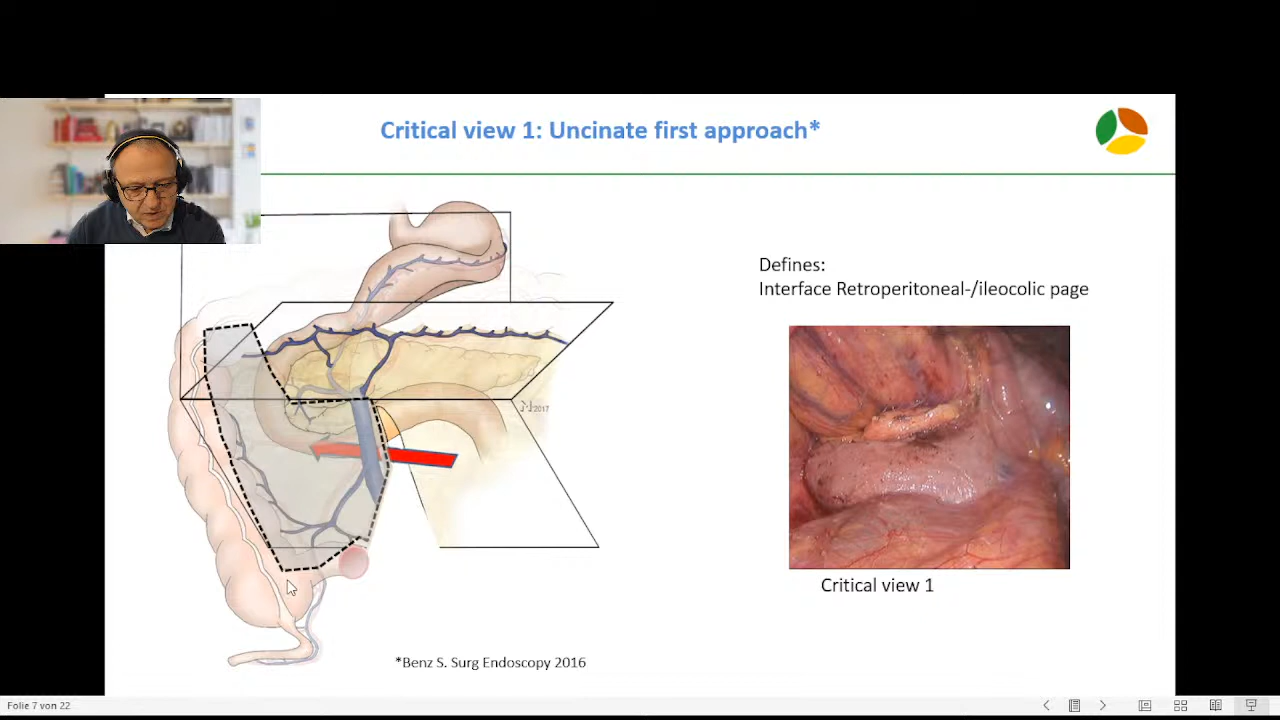 Critical view 1: Uncinate first approach*
Defines:
Interface Retroperitoneal-/ileocolic page
2017
Critical view 1
*Benz S. Surg Endoscopy 2016
Folie 7 von 22